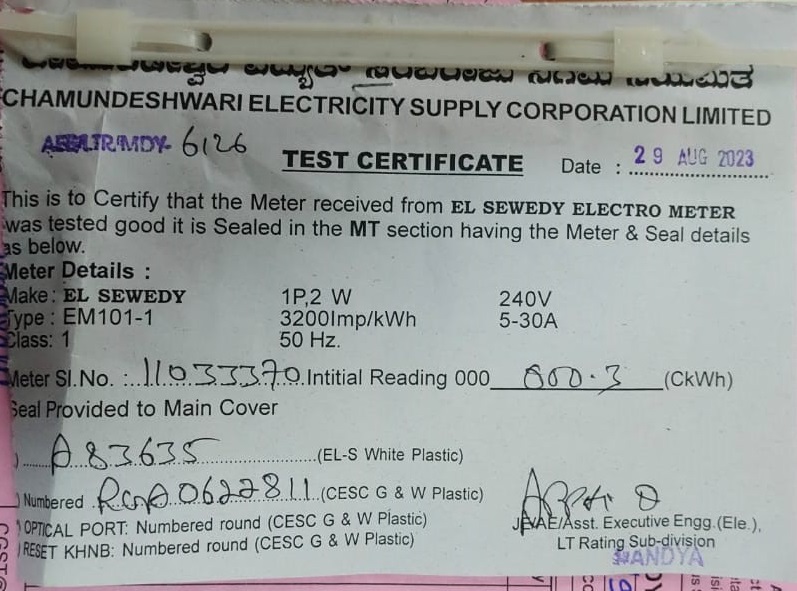 CHAMUNDESHWARI ELECTRICITY SUPPLY CORPORATION LIMITED
6126
TEST CERTIFICATE Date : 29 AUG 2023
This is to Certify that the Meter received from EL SEWEDY ELECTRO METER
was tested good it is Sealed in the MT section having the Meter & Seal details
as below.
Meter Details :
Make: EL SEWEDY 1P,2 W 240V
Type : EM101-1 3200Imp/kWh 5-30A
Class: 1 50 Hz.
Meter Sl.No. : 11033370 Intitial Reading 000 000.3 (CkWh)
Seal Provided to Main Cover
) A83635 (EL-S White Plastic)
) Numbered 0622811 (CESC G & W Plastic)
) OPTICAL PORT: Numbered round (CESC G & W Plastic)
) RESET KHNB: Numbered round (CESC G & W Plastic)
JE/AE/Asst. Executive Engg.(Ele.),
LT Rating Sub-division
MANDYA